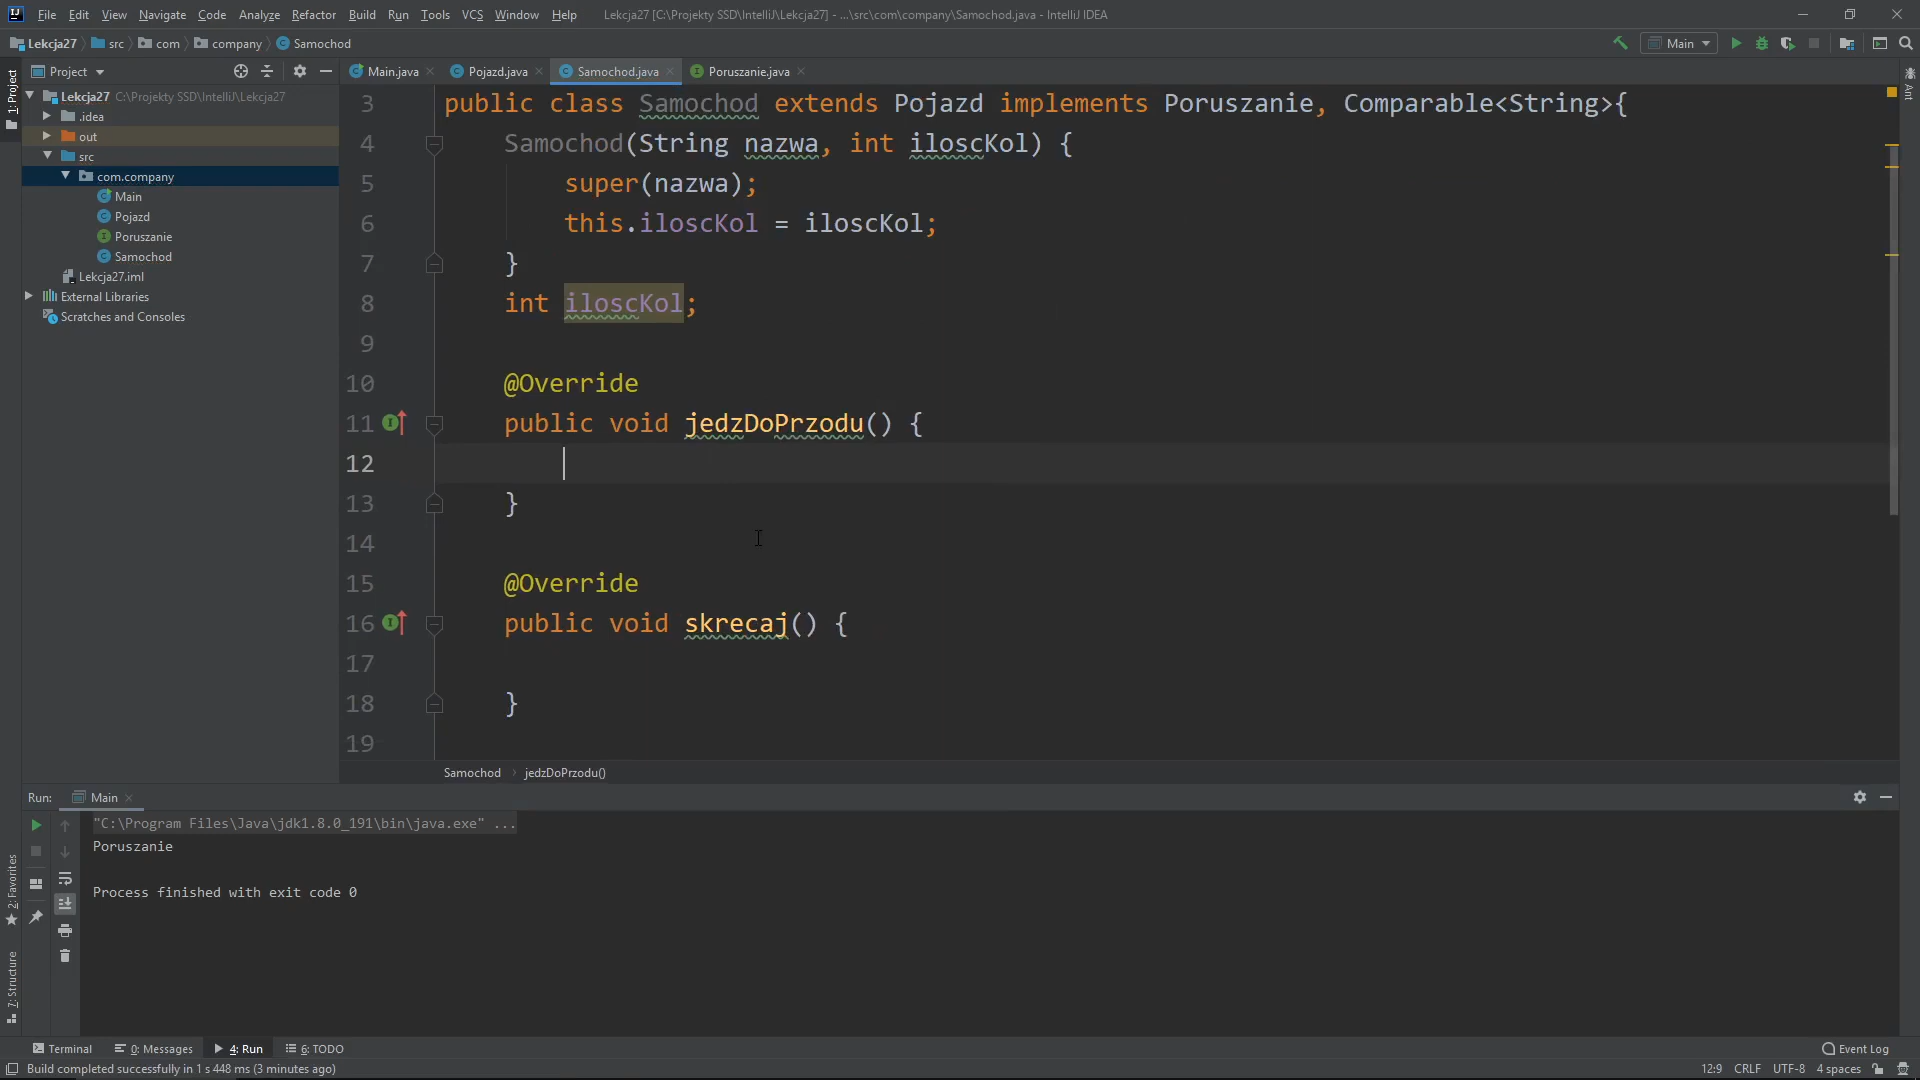 File Edit View Navigate Code Analyze Refactor Build Run Tools VCS Window Help Lekcja27 [C:\Projekty SSD\IntelliJ\Lekcja27] - ...\src\com\company\Samochod.java - IntelliJ IDEA
Lekcja27 src com company Samochod Main
Project Main.java Pojazd.java Samochod.java Poruszanie.java
1: Project
Ant
Lekcja27 C:\Projekty SSD\IntelliJ\Lekcja27
.idea
out
src
com.company
Main
Pojazd
Poruszanie
Samochod
Lekcja27.iml
External Libraries
Scratches and Consoles
3 public class Samochod extends Pojazd implements Poruszanie, Comparable<String>{
4 Samochod(String nazwa, int iloscKol) {
5 super(nazwa);
6 this.iloscKol = iloscKol;
7 }
8 int iloscKol;
9
10 @Override
11 public void jedzDoPrzodu() {
12
13 }
14
15 @Override
16 public void skrecaj() {
17
18 }
19
Samochod jedzDoPrzodu()
Run: Main
"C:\Program Files\Java\jdk1.8.0_191\bin\java.exe" ...
Poruszanie
Process finished with exit code 0
2: Favorites
7: Structure
Terminal 0: Messages 4: Run 6: TODO Event Log
Build completed successfully in 1 s 448 ms (3 minutes ago) 12:9 CRLF UTF-8 4 spaces